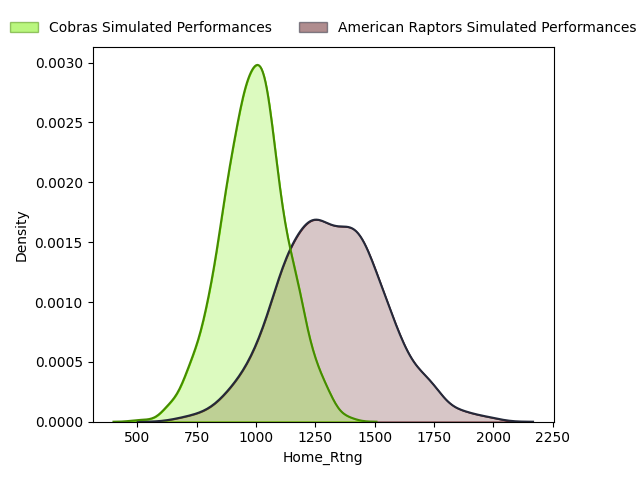 Cobras Simulated Performances American Raptors Simulated Performances
0.0030
0.0025
0.0020
0.0015
0.0010
0.0005
0.0000
Density
500 750 1000 1250 1500 1750 2000 2250
Home_Rtng